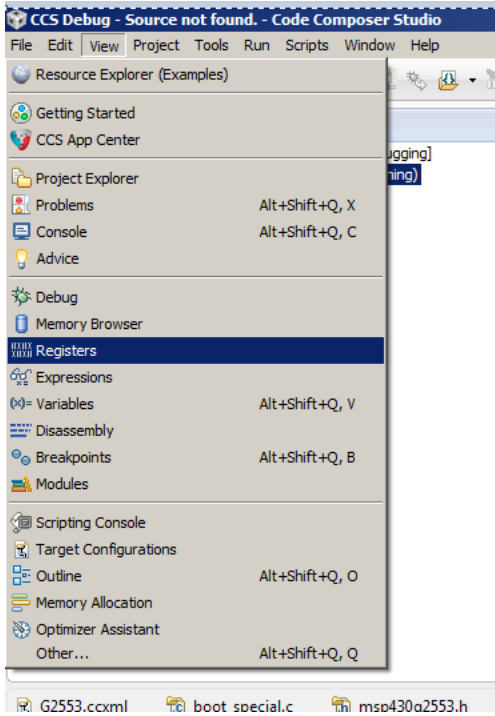 CCS Debug - Source not found. - Code Composer Studio
File Edit View Project Tools Run Scripts Window Help
Resource Explorer (Examples)
Getting Started
CCS App Center
ugging]
Project Explorer
ning)
Problems Alt+Shift+Q, X
Console Alt+Shift+Q, C
Advice
Debug
Memory Browser
Registers
Expressions
(x)= Variables Alt+Shift+Q, V
Disassembly
Breakpoints Alt+Shift+Q, B
Modules
Scripting Console
Target Configurations
Outline Alt+Shift+Q, O
Memory Allocation
Optimizer Assistant
Other... Alt+Shift+Q, Q
G2553.ccxml boot_special.c msp430g2553.h